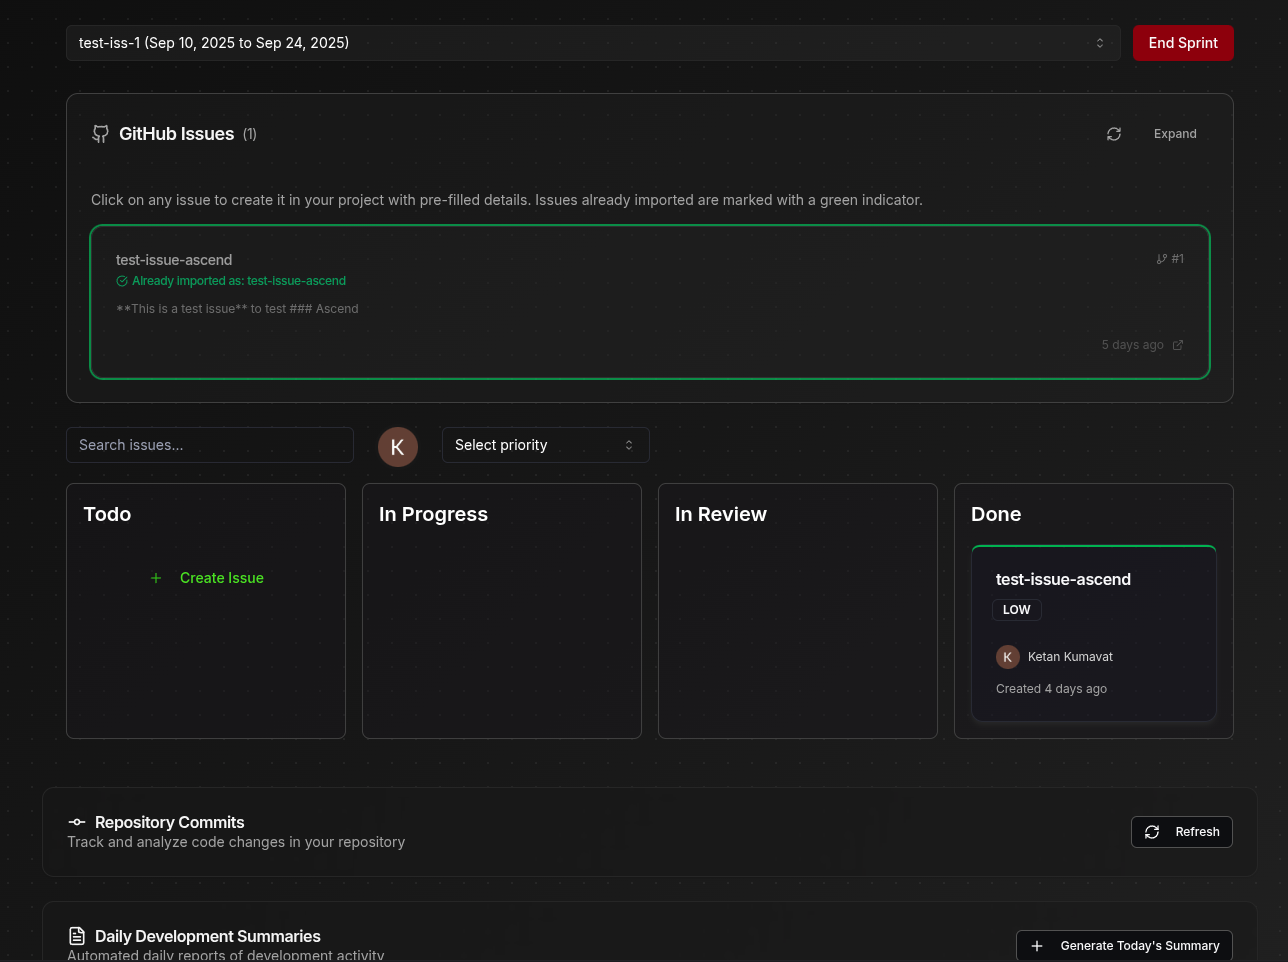 test-iss-1 (Sep 10, 2025 to Sep 24, 2025)
End Sprint
GitHub Issues (1)
Expand
Click on any issue to create it in your project with pre-filled details. Issues already imported are marked with a green indicator.
test-issue-ascend
#1
Already imported as: test-issue-ascend
**This is a test issue** to test ### Ascend
5 days ago
Search issues...
K
Select priority
Todo
In Progress
In Review
Done
Create Issue
test-issue-ascend
LOW
K
Ketan Kumavat
Created 4 days ago
Repository Commits
Track and analyze code changes in your repository
Refresh
Daily Development Summaries
Automated daily reports of development activity
Generate Today's Summary